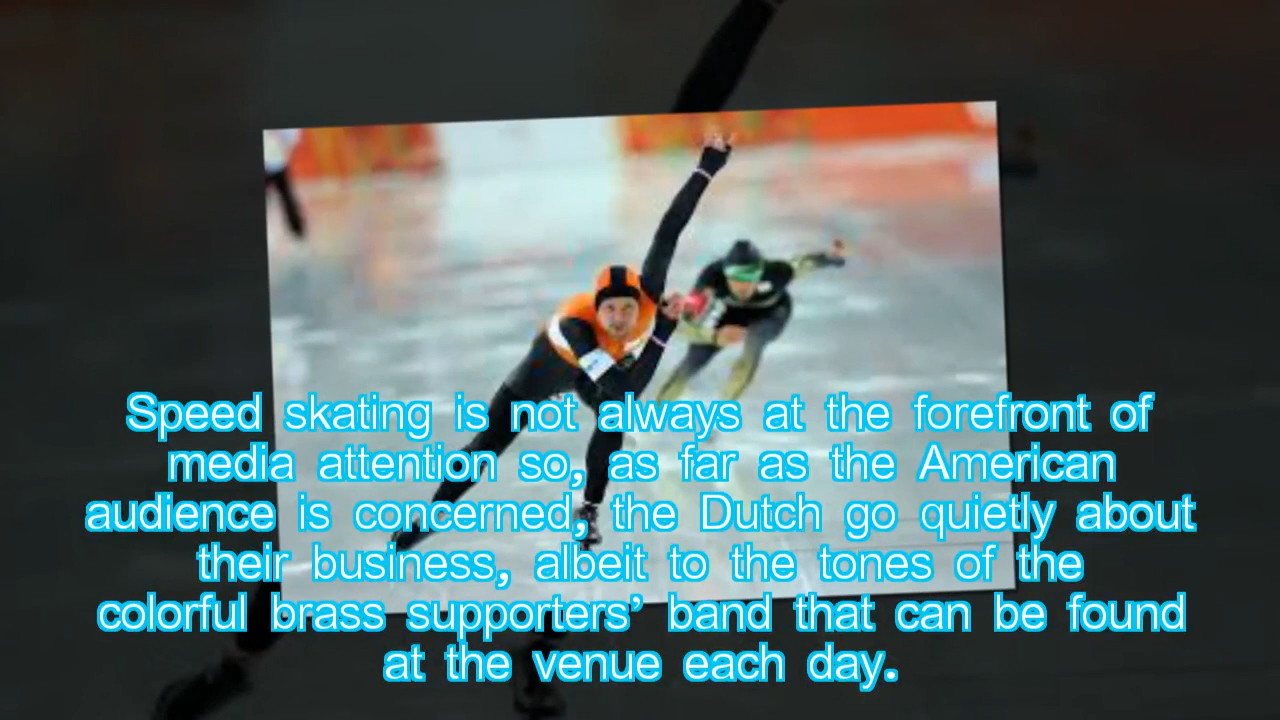 Speed skating is not always at the forefront of
media attention so, as far as the American
audience is concerned, the Dutch go quietly about
their business, albeit to the tones of the
colorful brass supporters’ band that can be found
at the venue each day.